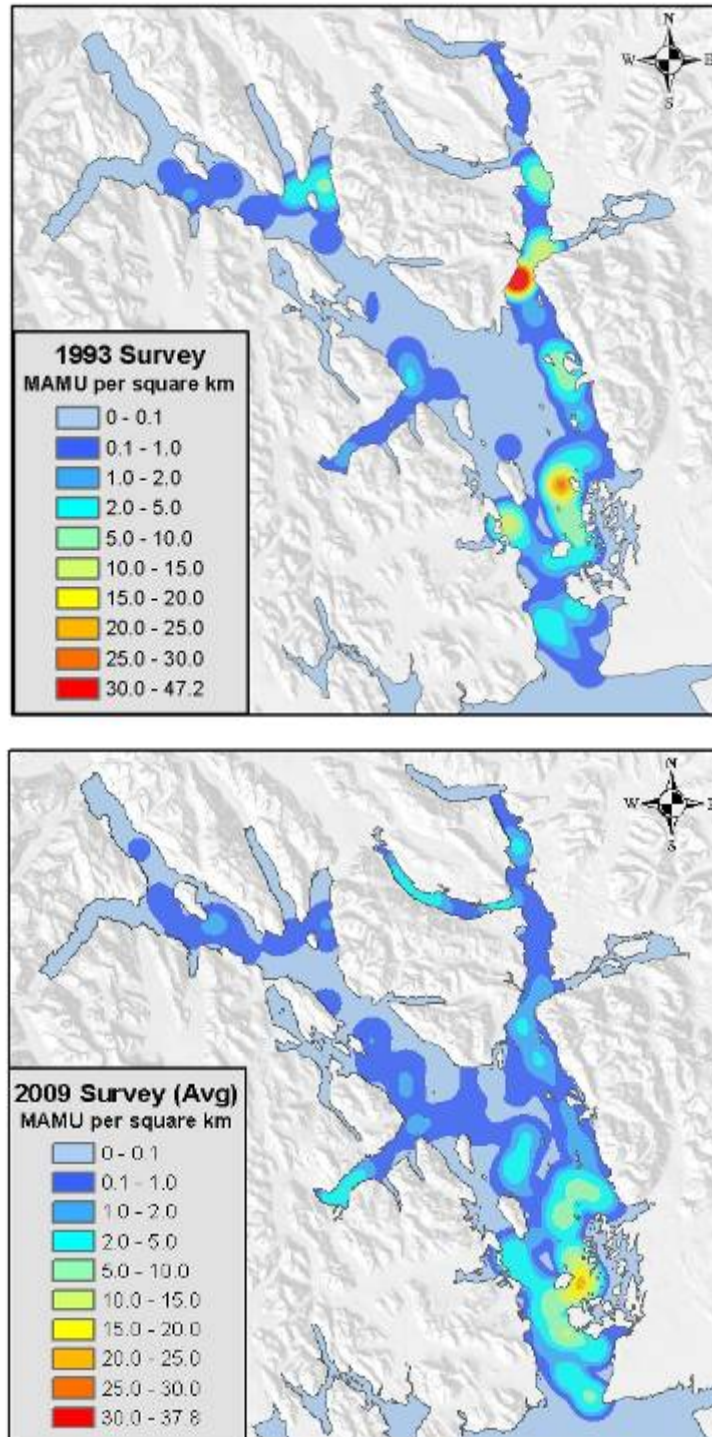 N
W E
S
1993 Survey
MAMU per square km
0 - 0.1
0.1 - 1.0
1.0 - 2.0
2.0 - 5.0
5.0 - 10.0
10.0 - 15.0
15.0 - 20.0
20.0 - 25.0
25.0 - 30.0
30.0 - 47.2
N
W E
S
2009 Survey (Avg)
MAMU per square km
0 - 0.1
0.1 - 1.0
1.0 - 2.0
2.0 - 5.0
5.0 - 10.0
10.0 - 15.0
15.0 - 20.0
20.0 - 25.0
25.0 - 30.0
30.0 - 37.8